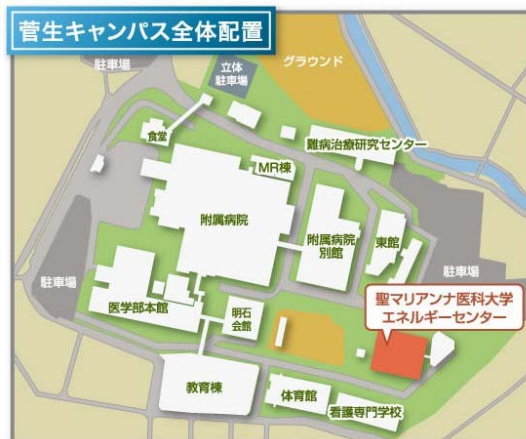 菅生キャンパス全体配置
駐車場
立体
駐車場
グラウンド
食堂
難病治療研究センター
MR棟
附属病院
附属病院
別館
東館
駐車場
駐車場
医学部本館
明石
会館
聖マリアンナ医科大学
エネルギーセンター
教育棟
体育館
看護専門学校